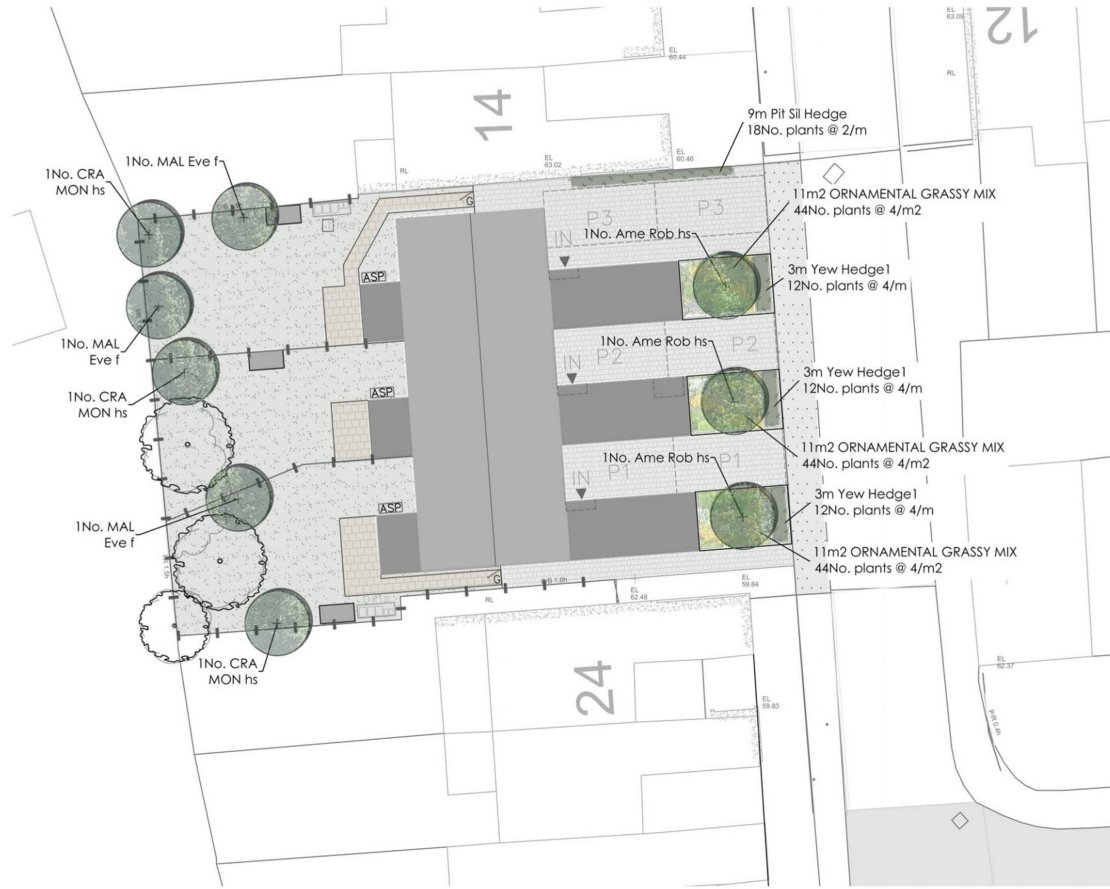 12
EL
63.09
EL
60.44
RL
14
9m Pit Sil Hedge
18No. plants @ 2/m
1No. MAL Eve f
1No. CRA
MON hs
RL
EL
63.02
EL
60.46
G
P3
P3
11m2 ORNAMENTAL GRASSY MIX
44No. plants @ 4/m2
1No. Ame Rob hs
IN
3m Yew Hedge1
12No. plants @ 4/m
ASP
1No. MAL
Eve f
1No. Ame Rob hs
IN
P2
P2
3m Yew Hedge1
12No. plants @ 4/m
1No. CRA
MON hs
ASP
11m2 ORNAMENTAL GRASSY MIX
44No. plants @ 4/m2
1No. Ame Rob hs
IN
P1
P1
3m Yew Hedge1
12No. plants @ 4/m
1No. MAL
Eve f
ASP
11m2 ORNAMENTAL GRASSY MIX
44No. plants @ 4/m2
G
EL
59.84
EL
62.48
RL
1No. CRA
MON hs
24
EL
59.83
EL
62.37
P/R 0.4h